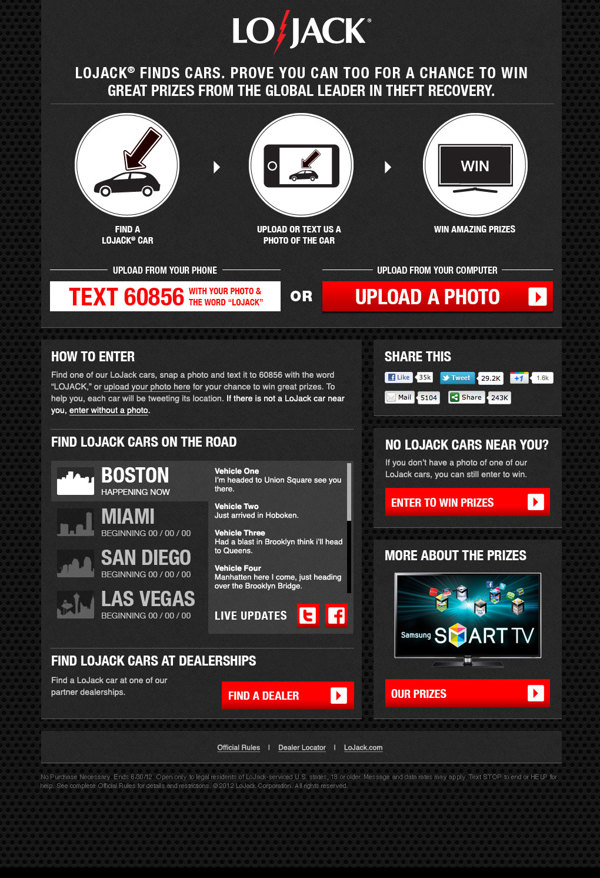 LOJACK®
LOJACK® FINDS CARS. PROVE YOU CAN TOO FOR A CHANCE TO WIN
GREAT PRIZES FROM THE GLOBAL LEADER IN THEFT RECOVERY.
WIN
FIND A
LOJACK® CAR
UPLOAD OR TEXT US A
PHOTO OF THE CAR
WIN AMAZING PRIZES
UPLOAD FROM YOUR PHONE
TEXT 60856 WITH YOUR PHOTO &
THE WORD “LOJACK”
OR
UPLOAD FROM YOUR COMPUTER
UPLOAD A PHOTO
HOW TO ENTER
Find one of our LoJack cars, snap a photo and text it to 60856 with the word
“LOJACK,” or upload your photo here for your chance to win great prizes. To
help you, each car will be tweeting its location. If there is not a LoJack car near
you, enter without a photo.
FIND LOJACK CARS ON THE ROAD
BOSTON
HAPPENING NOW
MIAMI
BEGINNING 00 / 00 / 00
SAN DIEGO
BEGINNING 00 / 00 / 00
LAS VEGAS
BEGINNING 00 / 00 / 00
Vehicle One
I'm headed to Union Square see you
there.
Vehicle Two
Just arrived in Hoboken.
Vehicle Three
Had a blast in Brooklyn think i'll head
to Queens.
Vehicle Four
Manhatten here I come, just heading
over the Brooklyn Bridge.
LIVE UPDATES
FIND LOJACK CARS AT DEALERSHIPS
Find a LoJack car at one of our
partner dealerships.
FIND A DEALER
SHARE THIS
Like 35k Tweet 29.2K +1 1.8k
Mail 5104 Share 243K
NO LOJACK CARS NEAR YOU?
If you don't have a photo of one of our
LoJack cars, you can still enter to win.
ENTER TO WIN PRIZES
MORE ABOUT THE PRIZES
Samsung SMART TV
OUR PRIZES
Official Rules | Dealer Locator | LoJack.com
No Purchase Necessary. Ends 6/30/12. Open only to legal residents of LoJack-serviced U.S. states, 18 or older. Message and data rates may apply. Text STOP to end or HELP for
help. See complete Official Rules for details and restrictions. © 2012 LoJack Corporation. All rights reserved.